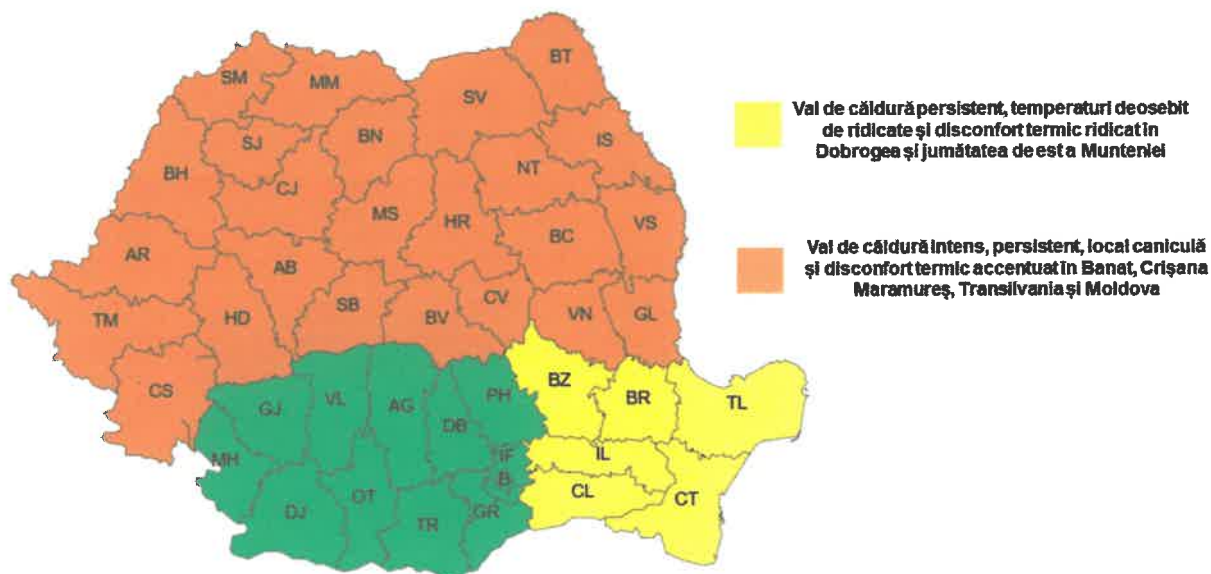 BT
SM
MM
SV
SJ
BN
IS
BH
CJ
NT
MS
HR
VS
BC
AR
AB
CV
SB
VN
GL
TM
HD
BV
CS
BZ
BR
TL
PH
GJ
VL
AG
DB
IF
IL
MH
B
CL
CT
OT
DJ
TR
GR
Val de căldură persistent, temperaturi deosebit
de ridicate și disconfort termic ridicat în
Dobrogea și jumătatea de est a Munteniei
Val de căldură intens, persistent, local caniculă
și disconfort termic accentuat în Banat, Crișana
Maramureș, Transilvania și Moldova